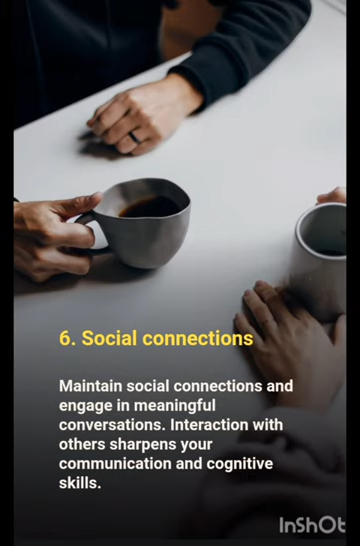 6. Social connections
Maintain social connections and
engage in meaningful
conversations. Interaction with
others sharpens your
communication and cognitive
skills.
InShOt